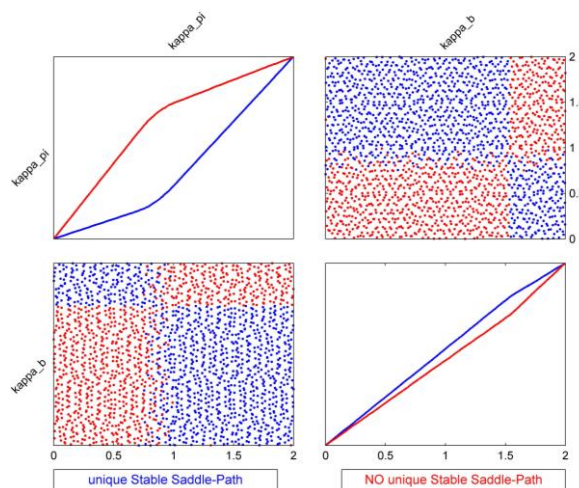 kappa_pi
kappa_b
kappa_pi
2
1.
1
0.
0
kappa_b
0 0.5 1 1.5 2
0 0.5 1 1.5 2
unique Stable Saddle-Path
NO unique Stable Saddle-Path